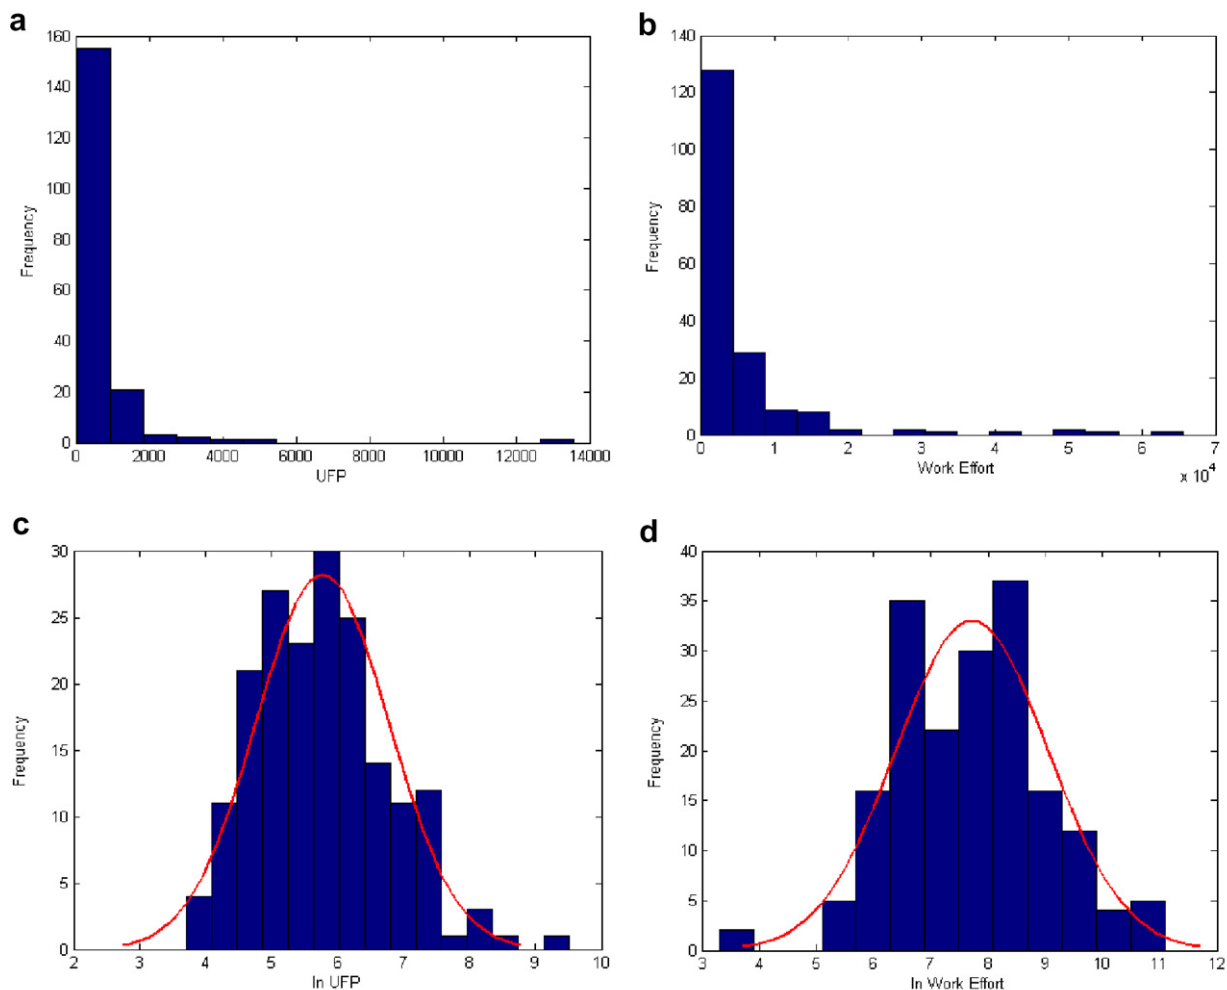 a
160
140
120
100
80
60
40
20
0
Frequency
0 2000 4000 6000 8000 10000 12000 14000
UFP
b
140
120
100
80
60
40
20
0
Frequency
0 1 2 3 4 5 6 7
Work Effort
x 10^4
c
30
25
20
15
10
5
0
Frequency
2 3 4 5 6 7 8 9 10
ln UFP
d
40
35
30
25
20
15
10
5
0
Frequency
3 4 5 6 7 8 9 10 11 12
ln Work Effort